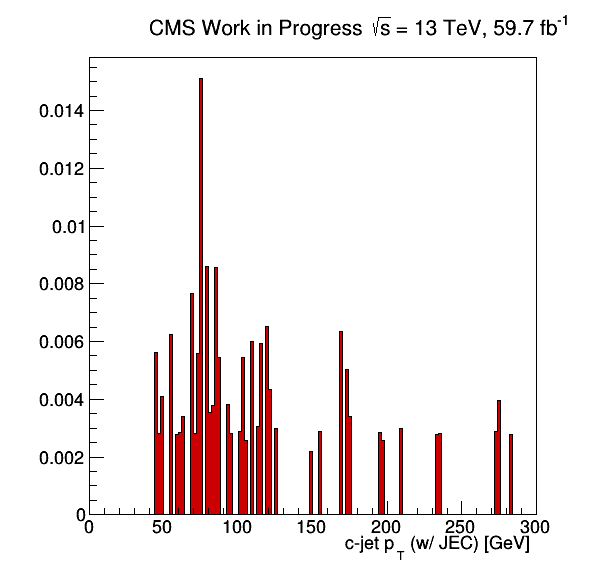 CMS Work in Progress √s = 13 TeV, 59.7 fb⁻¹
0.014
0.012
0.01
0.008
0.006
0.004
0.002
0
0 50 100 150 200 250 300
c-jet p_T (w/ JEC) [GeV]